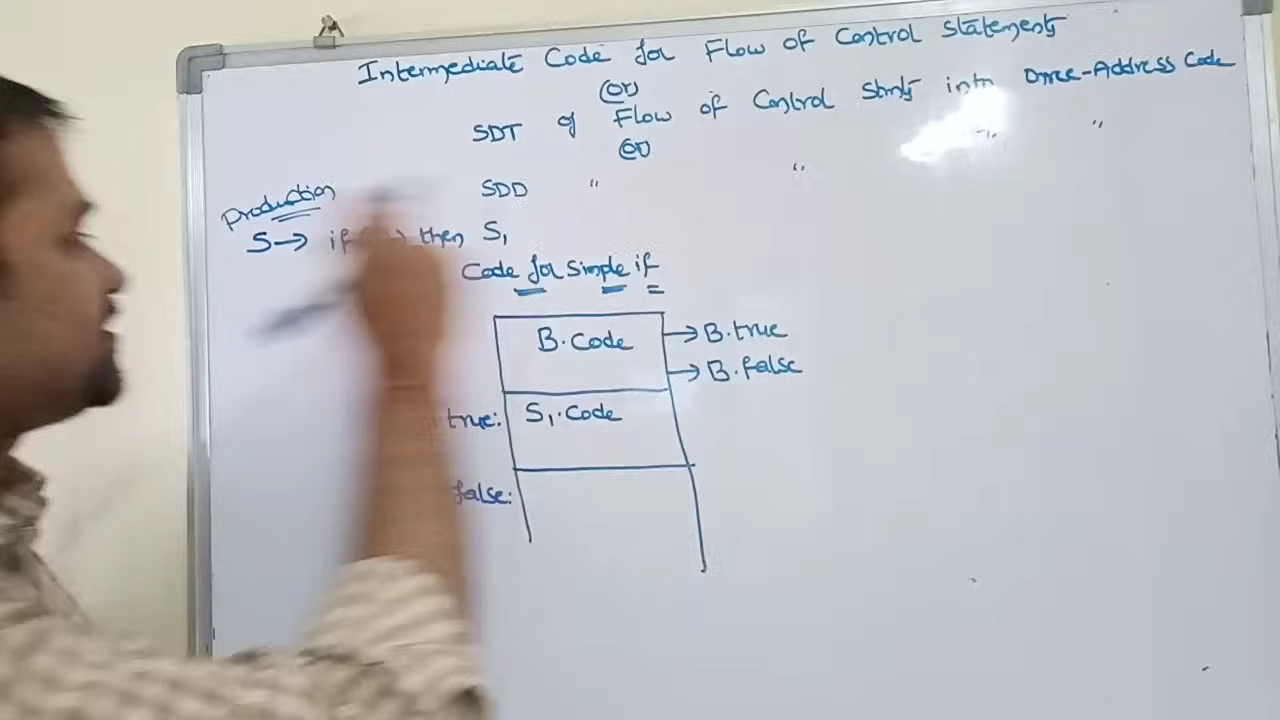 Intermediate Code for Flow of Control Statements
(or)
SDT of Flow of Control Stmts into Three-Address Code
(or)
SDD " " " "
Production
S→ if then S₁
Code for Simple if
B.Code →B.true
→B.false
true: S₁.Code
false: